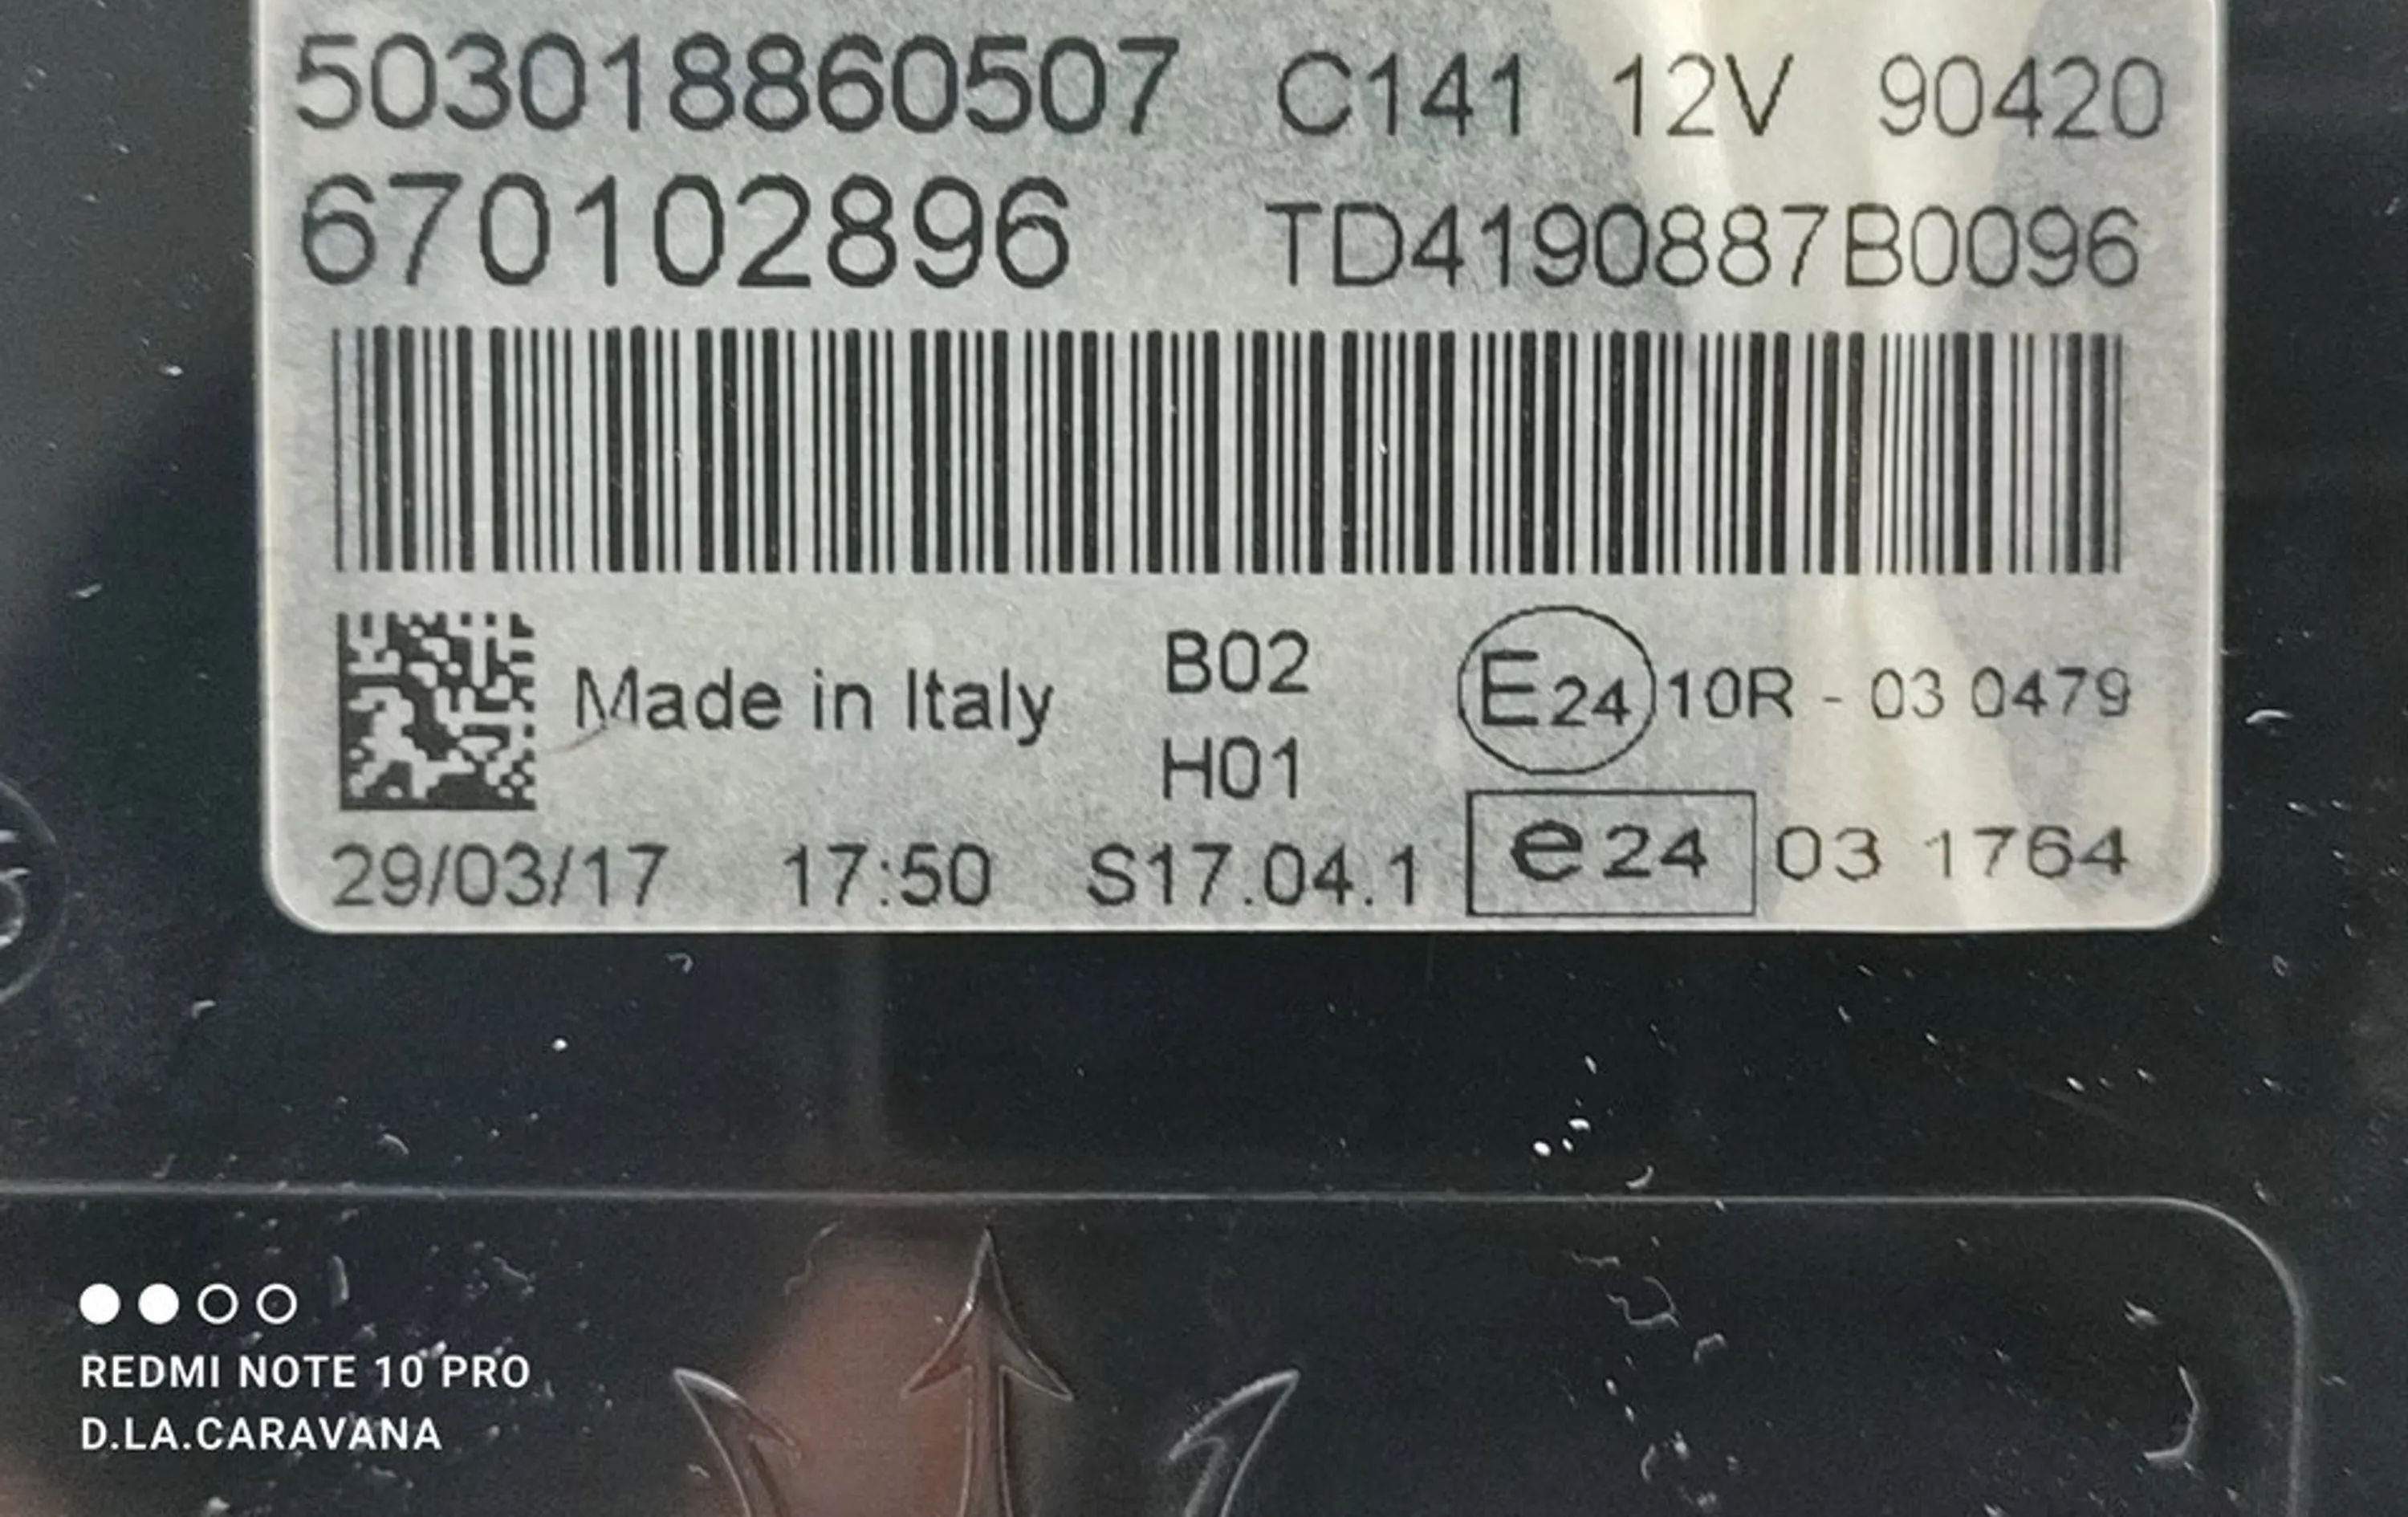 503018860507 C141 12V 90420
670102896 TD4190887B0096
Made in Italy B02 E24 10R - 03 0479
H01
29/03/17 17:50 S17.04.1 e24 03 1764
REDMI NOTE 10 PRO
D.LA.CARAVANA